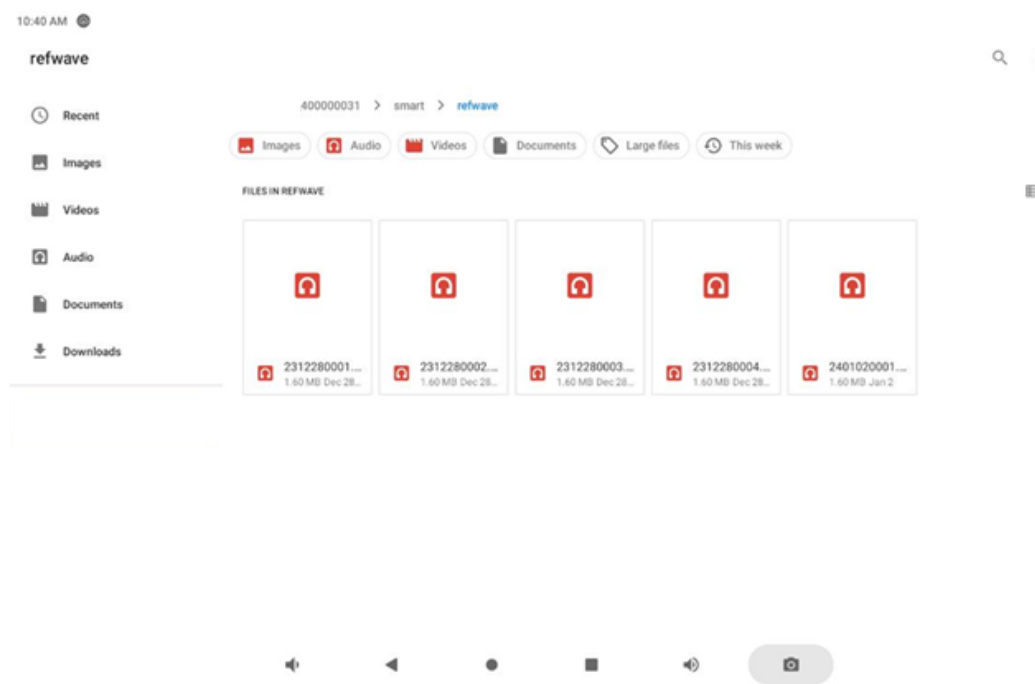 10:40 AM
refwave
Recent
Images
Videos
Audio
Documents
Downloads
400000031 > smart > refwave
Images Audio Videos Documents Large files This week
FILES IN REFWAVE
2312280001.... 2312280002.... 2312280003.... 2312280004.... 2401020001....
1.60 MB Dec 28... 1.60 MB Dec 28... 1.60 MB Dec 28... 1.60 MB Dec 28... 1.60 MB Jan 2